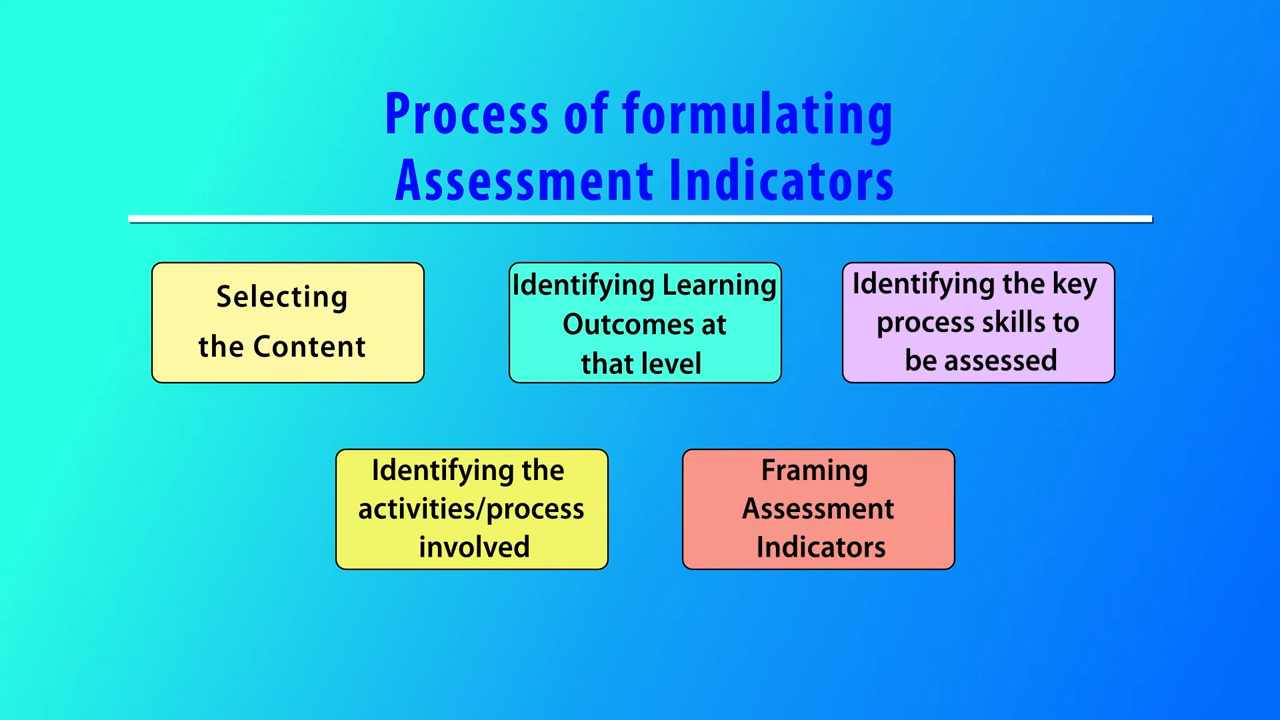 Process of formulating
Assessment Indicators
Selecting
the Content
Identifying Learning
Outcomes at
that level
Identifying the key
process skills to
be assessed
Identifying the
activities/process
involved
Framing
Assessment
Indicators